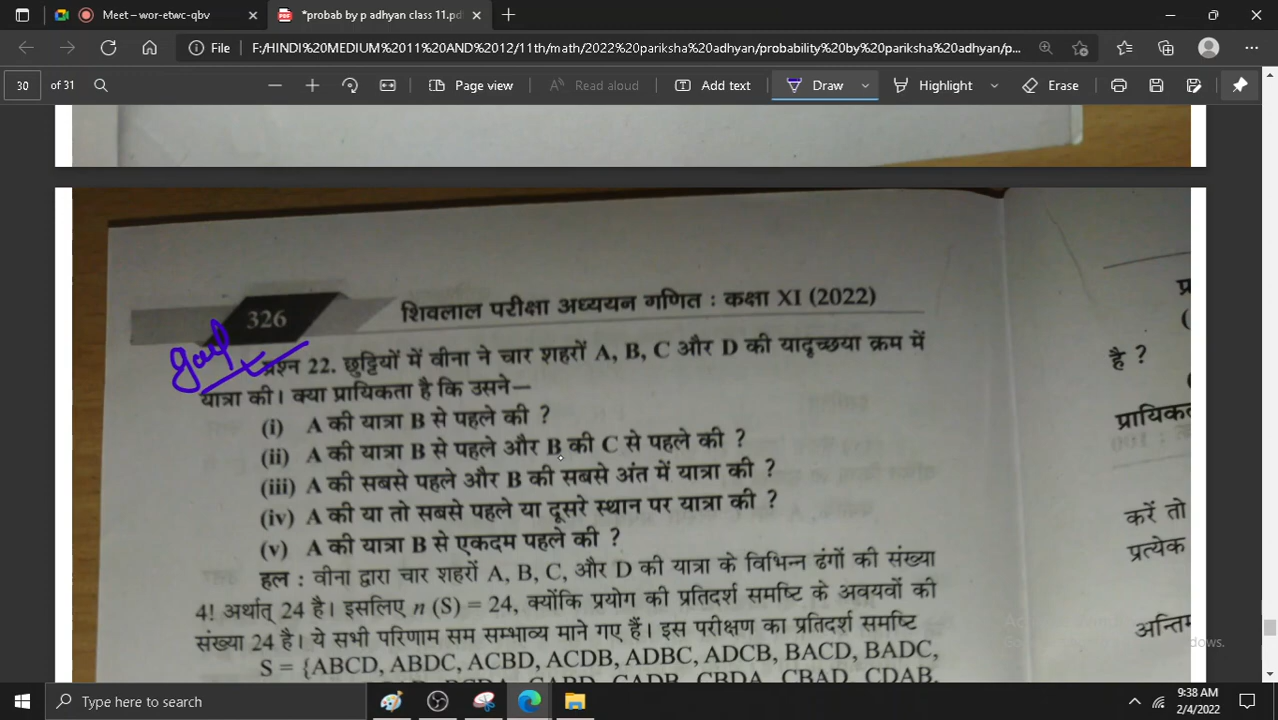 Meet – wor-etwc-qbv
*probab by p adhyan class 11.pd
File
F:/HINDI%20MEDIUM%2011%20AND%2012/11th/math/2022%20pariksha%20adhyan/probability%20by%20pariksha%20adhyan/p...
30 of 31
Page view
Read aloud
Add text
Draw
Highlight
Erase
326
शिवलाल परीक्षा अध्ययन गणित : कक्षा XI (2022)
प्रश्न 22. छुट्टियों में वीना ने चार शहरों A, B, C और D की यादृच्छया क्रम में
यात्रा की। क्या प्रायिकता है कि उसने—
(i) A की यात्रा B से पहले की ?
(ii) A की यात्रा B से पहले और B की C से पहले की ?
(iii) A की सबसे पहले और B की सबसे अंत में यात्रा की ?
(iv) A की या तो सबसे पहले या दूसरे स्थान पर यात्रा की ?
(v) A की यात्रा B से एकदम पहले की ?
हल : वीना द्वारा चार शहरों A, B, C, और D की यात्रा के विभिन्न ढंगों की संख्या
4! अर्थात् 24 है। इसलिए n (S) = 24, क्योंकि प्रयोग की प्रतिदर्श समष्टि के अवयवों की
संख्या 24 है। ये सभी परिणाम सम सम्भाव्य माने गए हैं। इस परीक्षण का प्रतिदर्श समष्टि
S = {ABCD, ABDC, ACBD, ACDB, ADBC, ADCB, BACD, BADC,
CABD, CADB, CBDA, CBAD, CDAB,
है ?
करें तो
प्रत्येक
Type here to search
9:38 AM
2/4/2022